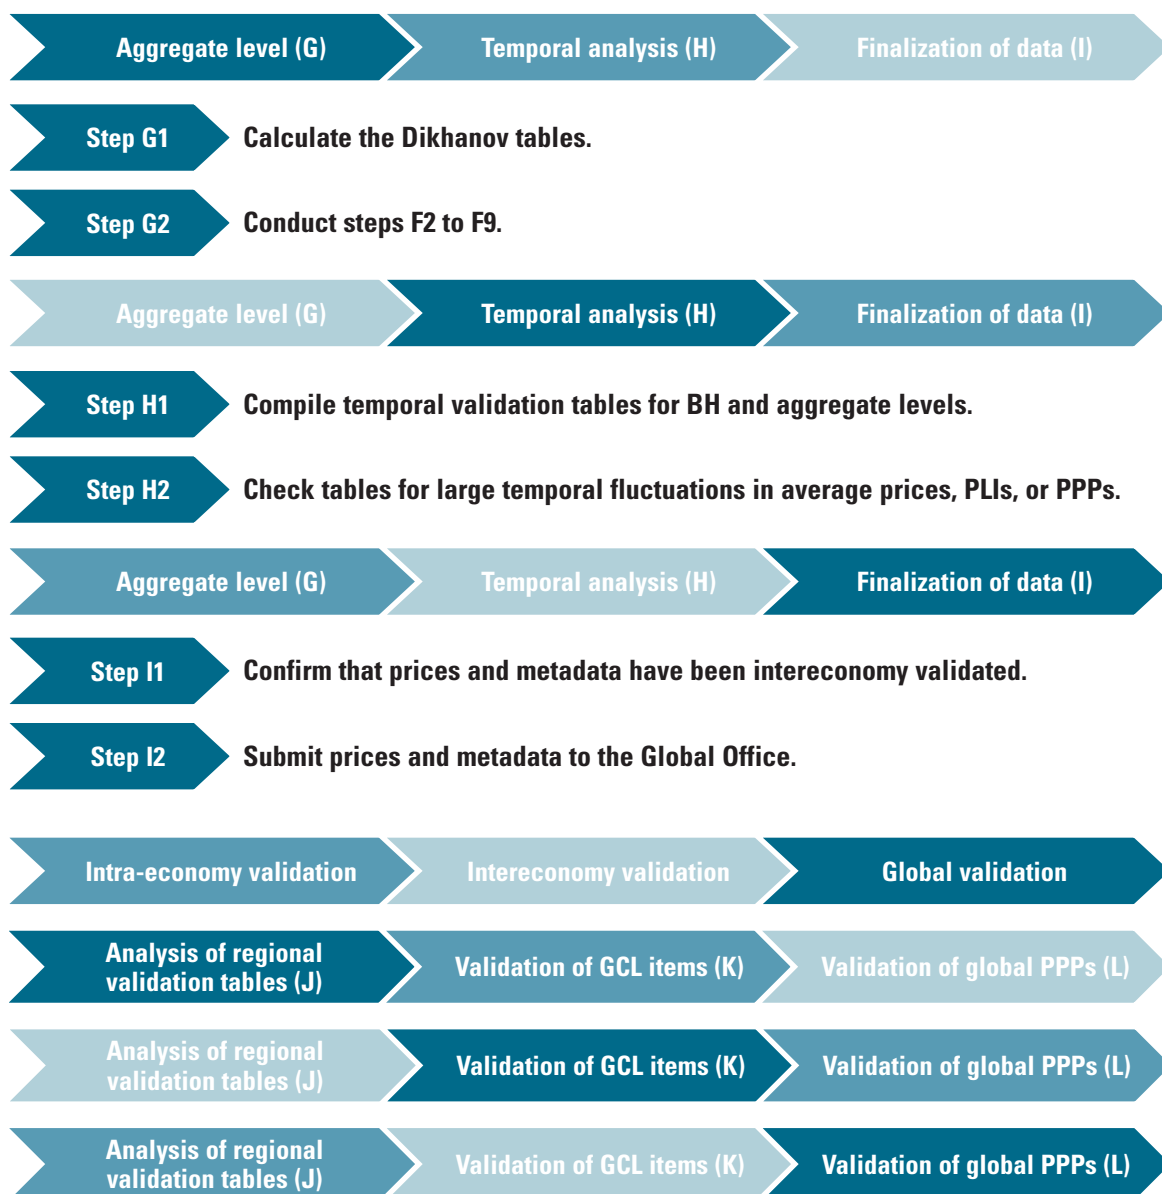 Aggregate level (G) Temporal analysis (H) Finalization of data (I)
Step G1 Calculate the Dikhanov tables.
Step G2 Conduct steps F2 to F9.
Aggregate level (G) Temporal analysis (H) Finalization of data (I)
Step H1 Compile temporal validation tables for BH and aggregate levels.
Step H2 Check tables for large temporal fluctuations in average prices, PLIs, or PPPs.
Aggregate level (G) Temporal analysis (H) Finalization of data (I)
Step I1 Confirm that prices and metadata have been intereconomy validated.
Step I2 Submit prices and metadata to the Global Office.
Intra-economy validation Intereconomy validation Global validation
Analysis of regional
validation tables (J) Validation of GCL items (K) Validation of global PPPs (L)
Analysis of regional
validation tables (J) Validation of GCL items (K) Validation of global PPPs (L)
Analysis of regional
validation tables (J) Validation of GCL items (K) Validation of global PPPs (L)